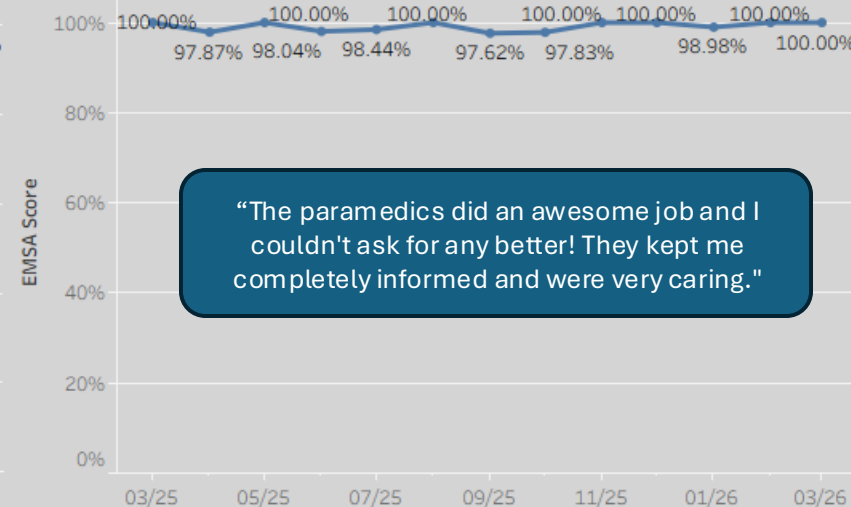 100.00% 100.00% 100.00% 100.00% 100.00% 100.00%
100%
97.87% 98.04% 98.44% 97.62% 97.83% 98.98% 100.00%
80%
60%
40%
20%
0%
EMSA Score
“The paramedics did an awesome job and I
couldn't ask for any better! They kept me
completely informed and were very caring."
03/25 05/25 07/25 09/25 11/25 01/26 03/26